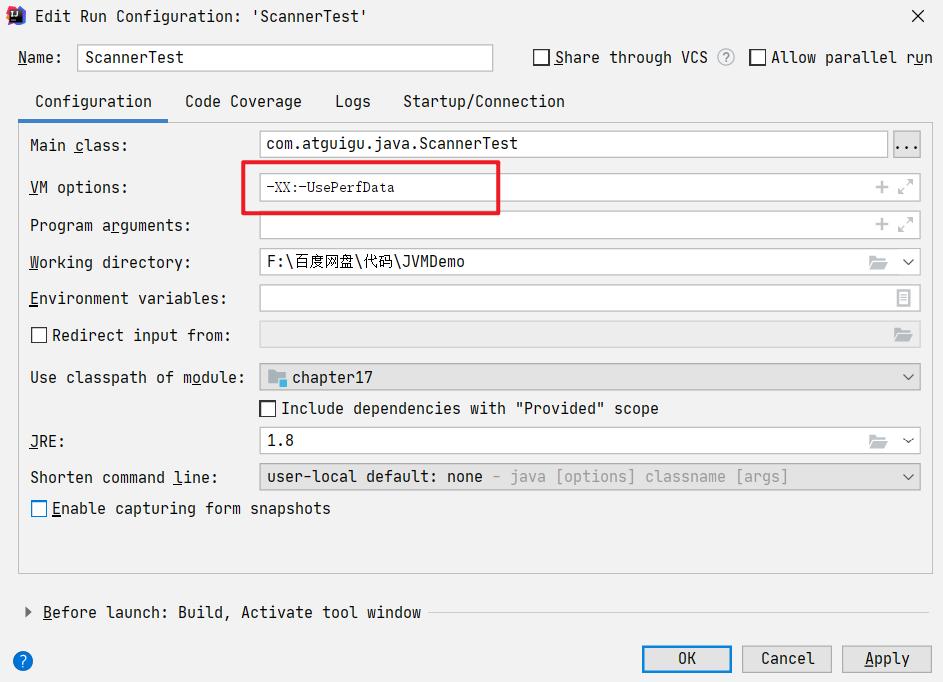 Edit Run Configuration: 'ScannerTest'
Name: ScannerTest Share through VCS ? Allow parallel run
Configuration Code Coverage Logs Startup/Connection
Main class: com.atguigu.java.ScannerTest ...
VM options: -XX:-UsePerfData
Program arguments:
Working directory: F:\百度网盘\代码\JVMDemo
Environment variables:
Redirect input from:
Use classpath of module: chapter17
Include dependencies with "Provided" scope
JRE: 1.8
Shorten command line: user-local default: none - java [options] classname [args]
Enable capturing form snapshots
Before launch: Build, Activate tool window
? OK Cancel Apply